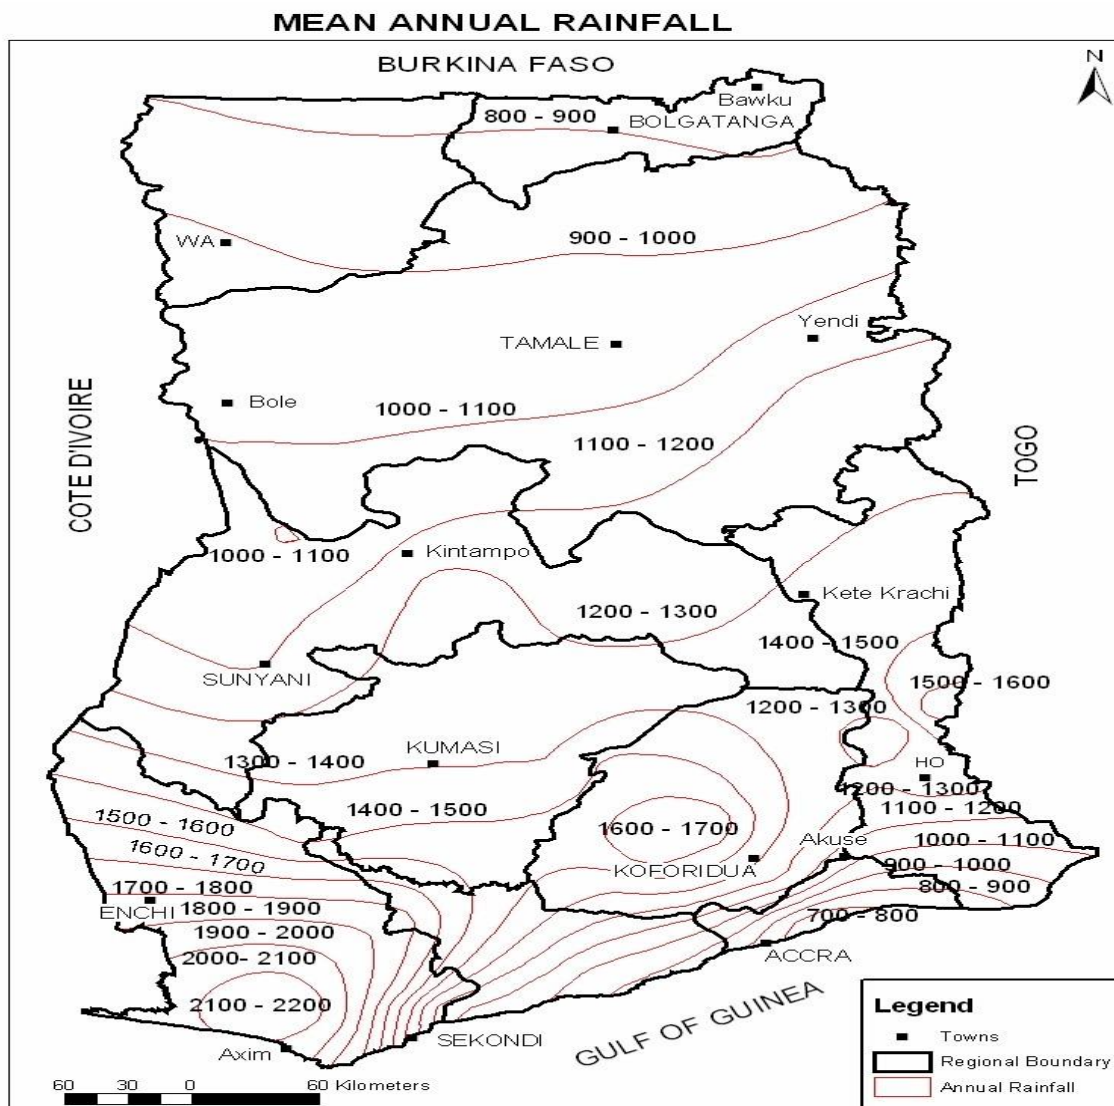 MEAN ANNUAL RAINFALL
BURKINA FASO
N
Bawku
800 - 900
BOLGATANGA
WA
900 - 1000
Yendi
TAMALE
Bole
1000 - 1100
COTE D'IVOIRE
1100 - 1200
TOGO
1000 - 1100
Kintampo
Kete Krachi
1200 - 1300
1400 - 1500
SUNYANI
1500 - 1600
1200 - 1300
KUMASI
1300 - 1400
HO
1200 - 1300
1400 - 1500
1100 - 1200
1500 - 1600
1600 - 1700
Akuse
1000 - 1100
1600 - 1700
KOFORIDUA
900 - 1000
1700 - 1800
800 - 900
ENCHI
1800 - 1900
700 - 800
1900 - 2000
2000- 2100
ACCRA
2100 - 2200
GULF OF GUINEA
SEKONDI
Axim
Legend
Towns
Regional Boundary
Annual Rainfall
60 30 0 60 Kilometers